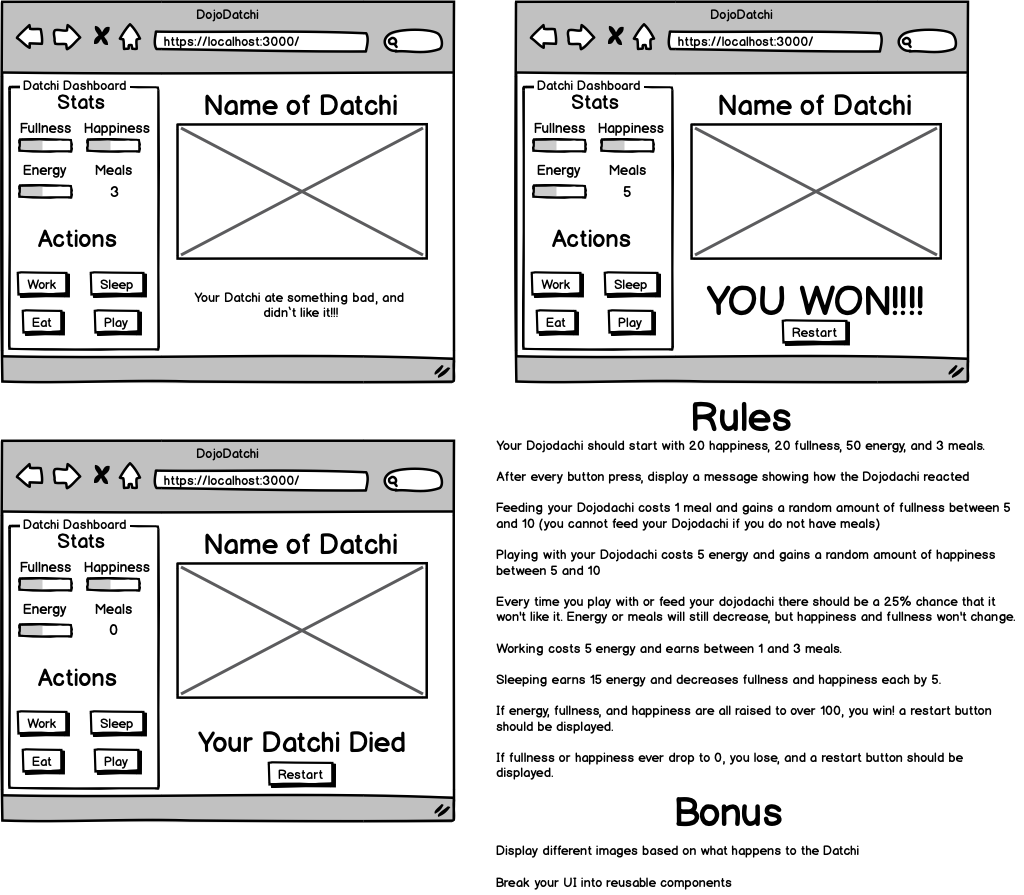 DojoDatchi
https://localhost:3000/
Datchi Dashboard
Stats
Fullness Happiness
Energy Meals
3
Actions
Work Sleep
Eat Play
Name of Datchi
Your Datchi ate something bad, and
didn`t like it!!!
DojoDatchi
https://localhost:3000/
Datchi Dashboard
Stats
Fullness Happiness
Energy Meals
5
Actions
Work Sleep
Eat Play
Name of Datchi
YOU WON!!!!
Restart
DojoDatchi
https://localhost:3000/
Datchi Dashboard
Stats
Fullness Happiness
Energy Meals
0
Actions
Work Sleep
Eat Play
Name of Datchi
Your Datchi Died
Restart
Rules
Your Dojodachi should start with 20 happiness, 20 fullness, 50 energy, and 3 meals.
After every button press, display a message showing how the Dojodachi reacted
Feeding your Dojodachi costs 1 meal and gains a random amount of fullness between 5
and 10 (you cannot feed your Dojodachi if you do not have meals)
Playing with your Dojodachi costs 5 energy and gains a random amount of happiness
between 5 and 10
Every time you play with or feed your dojodachi there should be a 25% chance that it
won't like it. Energy or meals will still decrease, but happiness and fullness won't change.
Working costs 5 energy and earns between 1 and 3 meals.
Sleeping earns 15 energy and decreases fullness and happiness each by 5.
If energy, fullness, and happiness are all raised to over 100, you win! a restart button
should be displayed.
If fullness or happiness ever drop to 0, you lose, and a restart button should be
displayed.
Bonus
Display different images based on what happens to the Datchi
Break your UI into reusable components